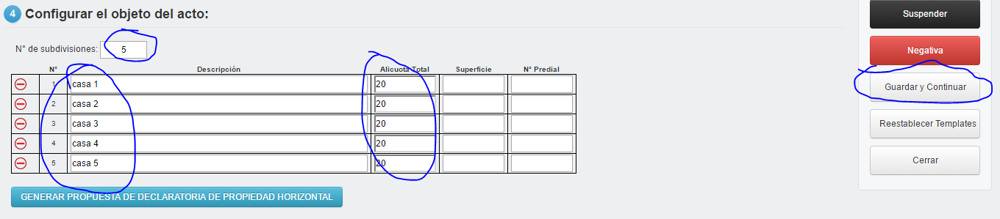 4 Configurar el objeto del acto:
N° de subdivisiones: 5
N° Descripción Alicuota Total Superficie N° Predial
1 casa 1 20
2 casa 2 20
3 casa 3 20
4 casa 4 20
5 casa 5 20
GENERAR PROPUESTA DE DECLARATORIA DE PROPIEDAD HORIZONTAL
Suspender
Negativa
Guardar y Continuar
Reestablecer Templates
Cerrar